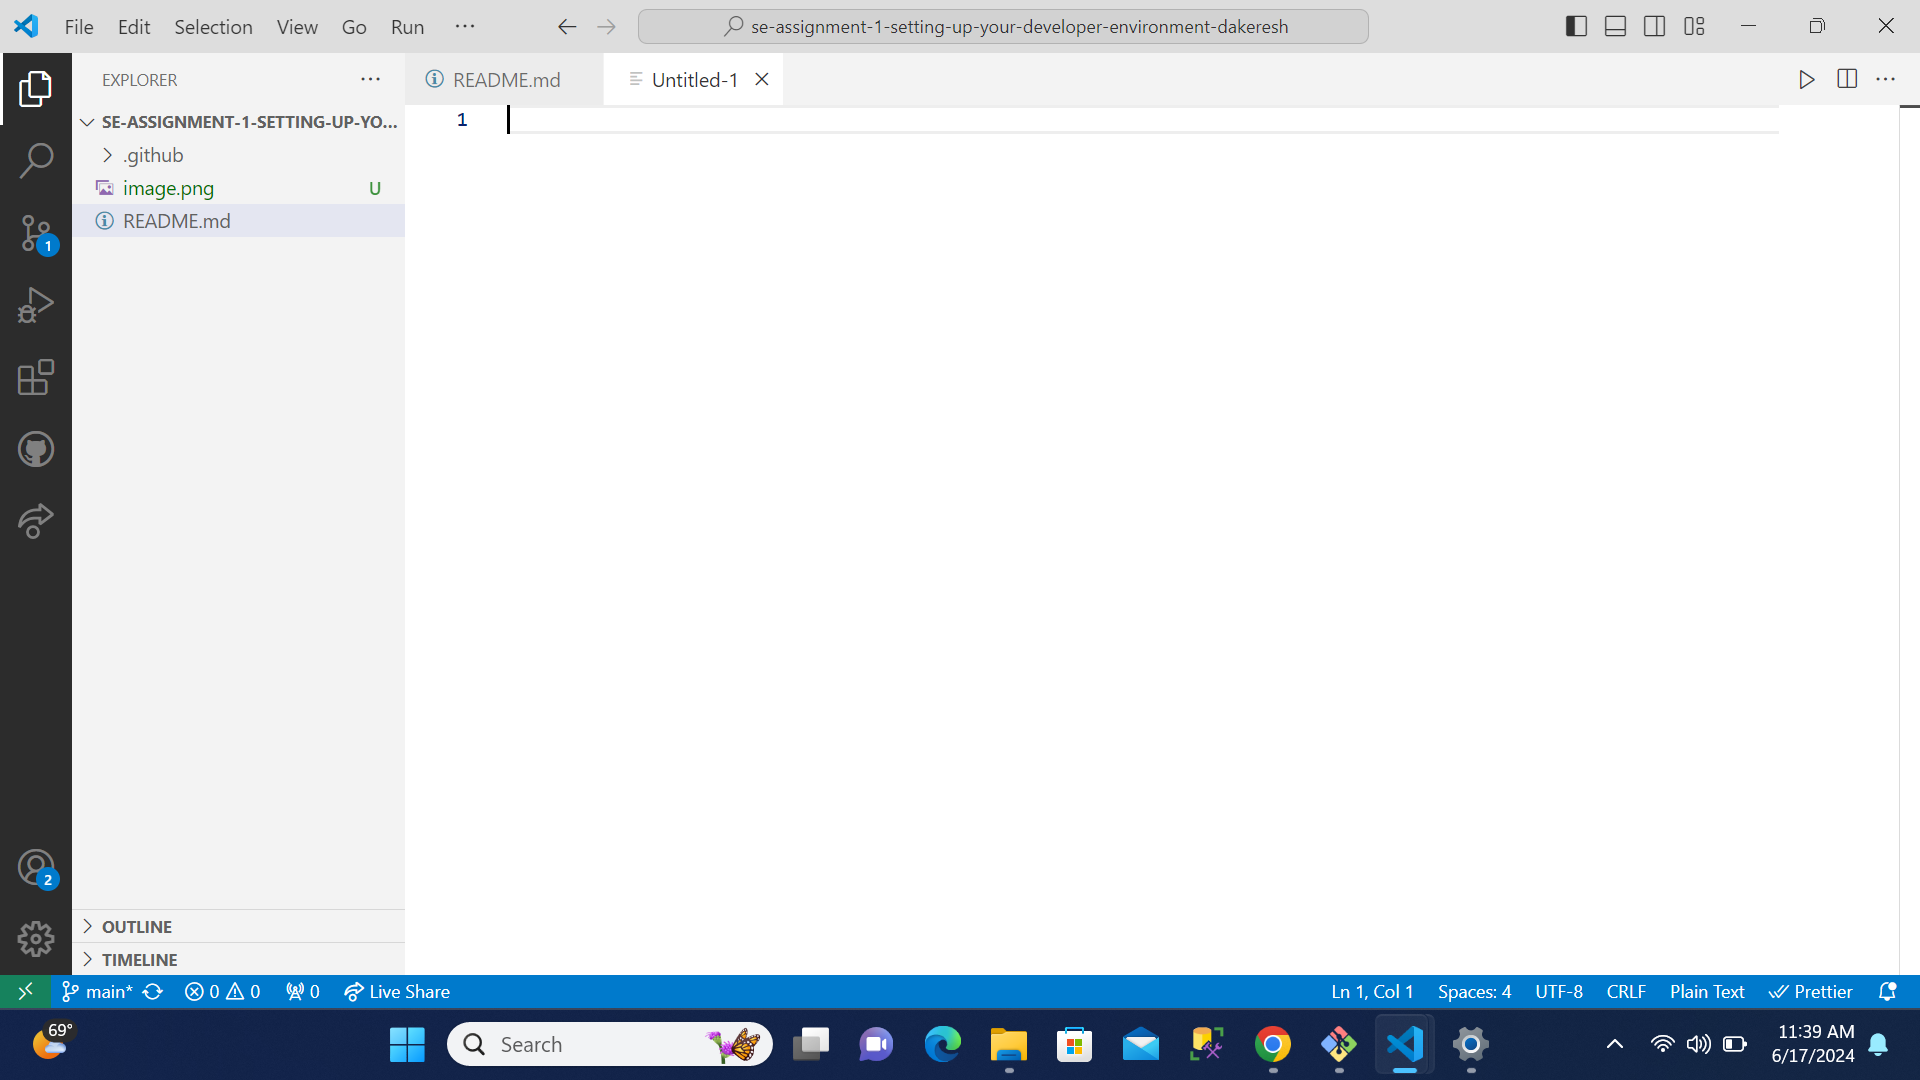 File Edit Selection View Go Run ···
se-assignment-1-setting-up-your-developer-environment-dakeresh
EXPLORER ···
README.md
Untitled-1
SE-ASSIGNMENT-1-SETTING-UP-YO...
1
.github
image.png U
README.md
1
2
OUTLINE
TIMELINE
main* 0 0 0 Live Share
Ln 1, Col 1 Spaces: 4 UTF-8 CRLF Plain Text Prettier
69°
Search
11:39 AM
6/17/2024